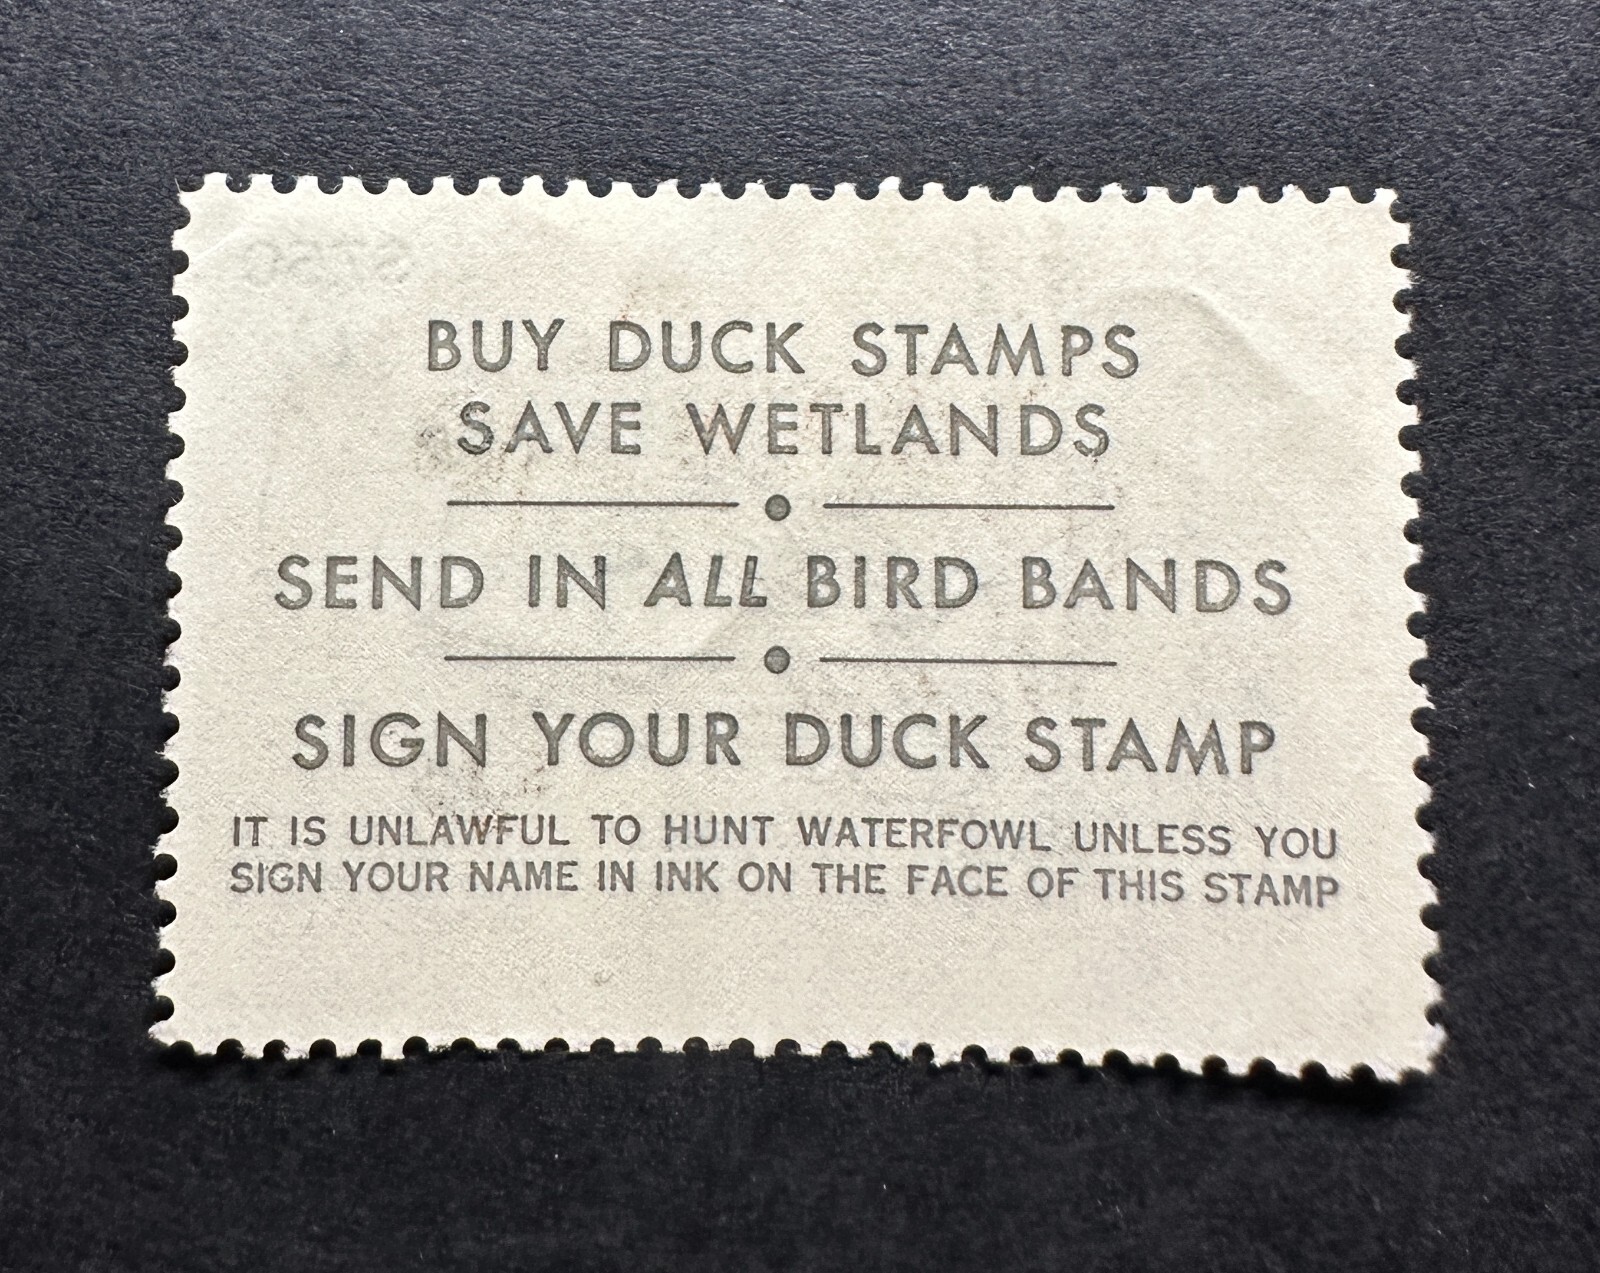 BUY DUCK STAMPS
SAVE WETLANDS
SEND IN ALL BIRD BANDS
SIGN YOUR DUCK STAMP
IT IS UNLAWFUL TO HUNT WATERFOWL UNLESS YOU
SIGN YOUR NAME IN INK ON THE FACE OF THIS STAMP